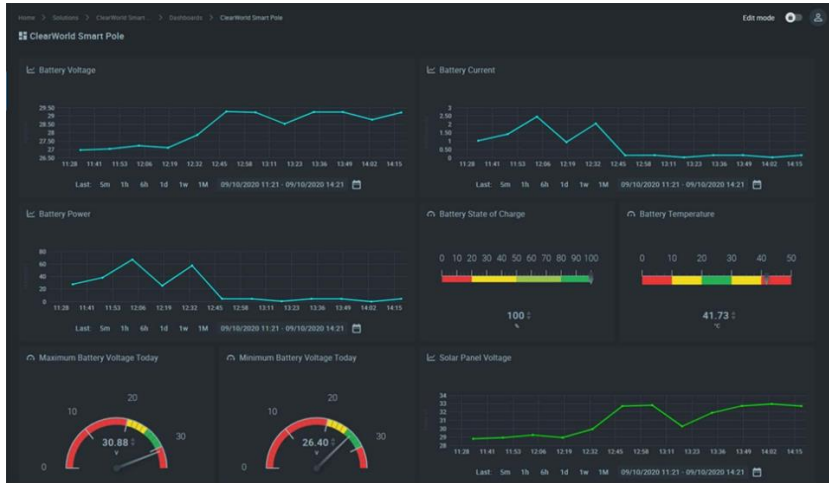 Home > Solutions > ClearWorld Smart ... > Dashboards > ClearWorld Smart Pole
Edit mode
ClearWorld Smart Pole
Battery Voltage
29.50
29
28.50
28
27.50
27
26.50
11:28 11:41 11:53 12:06 12:19 12:32 12:45 12:58 13:11 13:23 13:36 13:49 14:02 14:15
Last: 5m 1h 6h 1d 1w 1M 09/10/2020 11:21 - 09/10/2020 14:21
Battery Current
3
2.50
2
1.50
1
0.50
0
11:28 11:41 11:53 12:06 12:19 12:32 12:45 12:58 13:11 13:23 13:36 13:49 14:02 14:15
Last: 5m 1h 6h 1d 1w 1M 09/10/2020 11:21 - 09/10/2020 14:21
Battery Power
80
60
40
20
0
11:28 11:41 11:53 12:06 12:19 12:32 12:45 12:58 13:11 13:23 13:36 13:49 14:02 14:15
Last: 5m 1h 6h 1d 1w 1M 09/10/2020 11:21 - 09/10/2020 14:21
Battery State of Charge
0 10 20 30 40 50 60 70 80 90 100
100
%
Battery Temperature
0 10 20 30 40 50
41.73
°C
Maximum Battery Voltage Today
0 10 20 30
30.88
V
Minimum Battery Voltage Today
0 10 20 30
26.40
V
Solar Panel Voltage
34
33
32
31
30
29
28
11:28 11:41 11:53 12:06 12:19 12:32 12:45 12:58 13:11 13:23 13:36 13:49 14:02 14:15
Last: 5m 1h 6h 1d 1w 1M 09/10/2020 11:21 - 09/10/2020 14:21